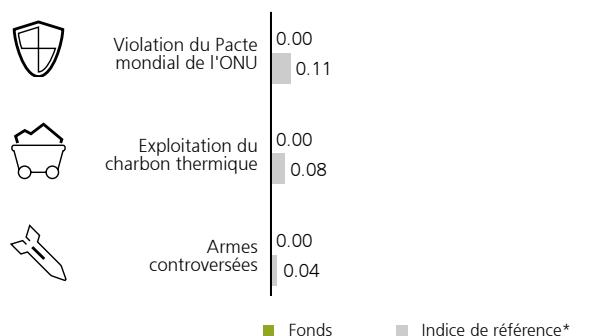 Violation du Pacte
mondial de l'ONU
0.00
0.11
Exploitation du
charbon thermique
0.00
0.08
Armes
controversées
0.00
0.04
Fonds
Indice de référence*